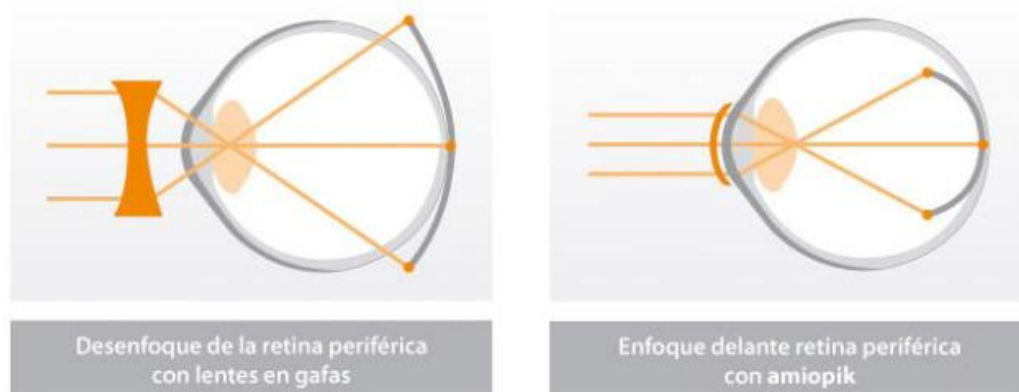 Desenfoque de la retina periférica
con lentes en gafas
Enfoque delante retina periférica
con amiopik